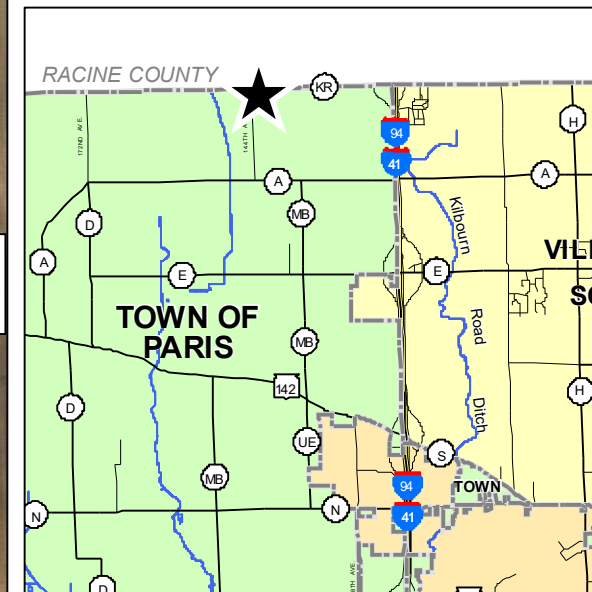 RACINE COUNTY
KR
H
172ND AVE.
144TH A
94
41
A
A
D
MB
Kilbourn
A
E
E
VILL
TOWN OF
PARIS
S
Road
MB
142
H
D
Ditch
UE
S
MB
94
TOWN
N
N
41
AVE
D